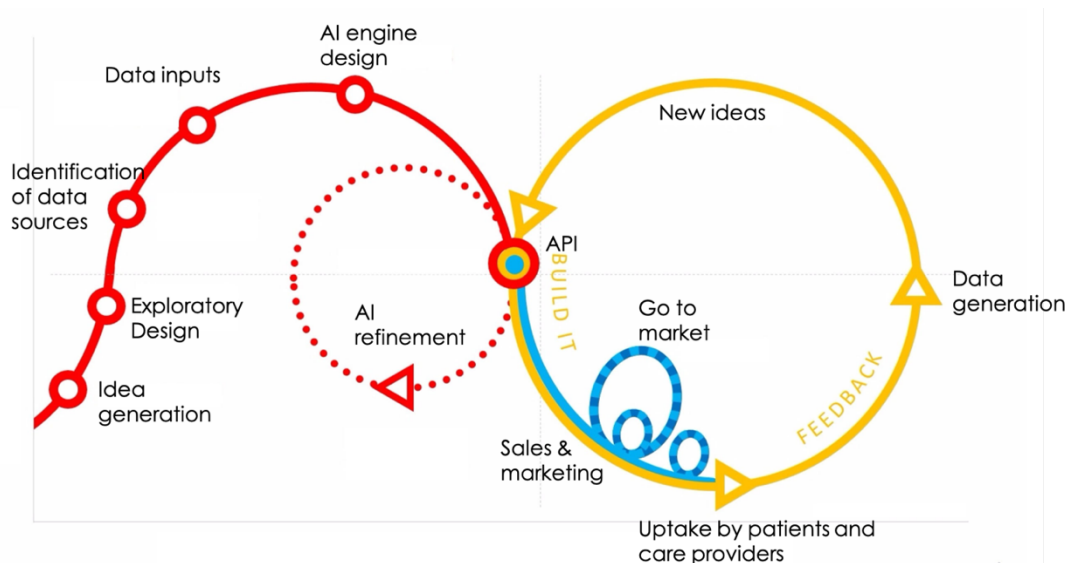 AI engine
design
Data inputs
New ideas
Identification
of data
sources
API
BUILD IT
Data
generation
Exploratory
Design
AI
refinement
Go to
market
FEEDBACK
Idea
generation
Sales &
marketing
Uptake by patients and
care providers